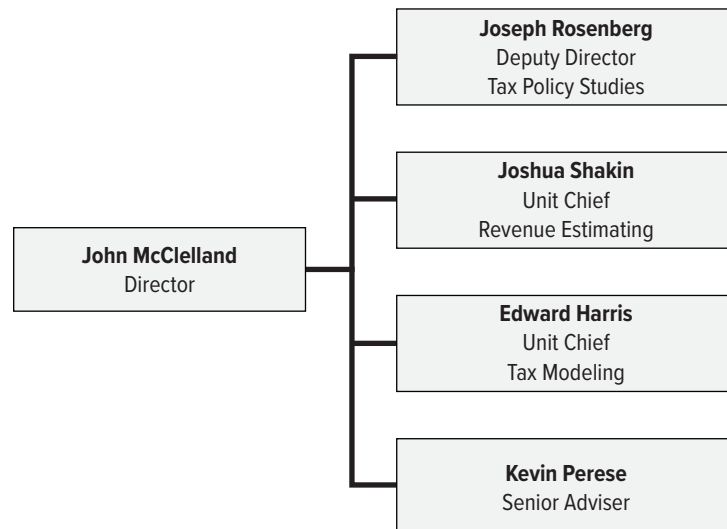 Joseph Rosenberg
Deputy Director
Tax Policy Studies
Joshua Shakin
Unit Chief
Revenue Estimating
John McClelland
Director
Edward Harris
Unit Chief
Tax Modeling
Kevin Perese
Senior Adviser